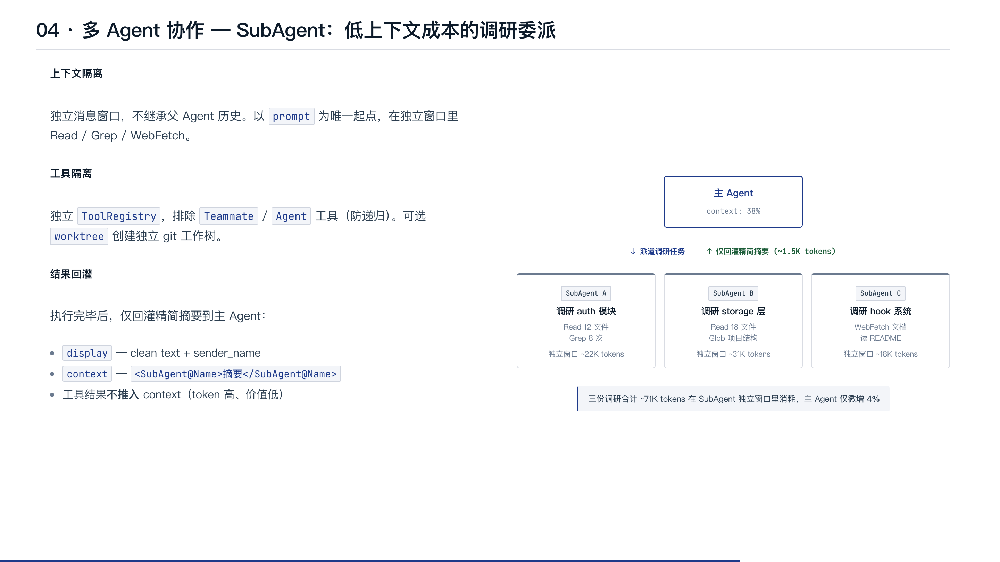 04 · 多 Agent 协作 — SubAgent：低上下文成本的调研委派
上下文隔离
独立消息窗口，不继承父 Agent 历史。以 prompt 为唯一起点，在独立窗口里
Read / Grep / WebFetch。
工具隔离
独立 ToolRegistry，排除 Teammate / Agent 工具（防递归）。可选
worktree 创建独立 git 工作树。
结果回灌
执行完毕后，仅回灌精简摘要到主 Agent：
• display — clean text + sender_name
• context — <SubAgent@Name>摘要</SubAgent@Name>
• 工具结果不推入 context（token 高、价值低）
主 Agent
context: 38%
↓ 派遣调研任务 ↑ 仅回灌精简摘要 (~1.5K tokens)
SubAgent A
调研 auth 模块
Read 12 文件
Grep 8 次
独立窗口 ~22K tokens
SubAgent B
调研 storage 层
Read 18 文件
Glob 项目结构
独立窗口 ~31K tokens
SubAgent C
调研 hook 系统
WebFetch 文档
读 README
独立窗口 ~18K tokens
三份调研合计 ~71K tokens 在 SubAgent 独立窗口里消耗，主 Agent 仅微增 4%